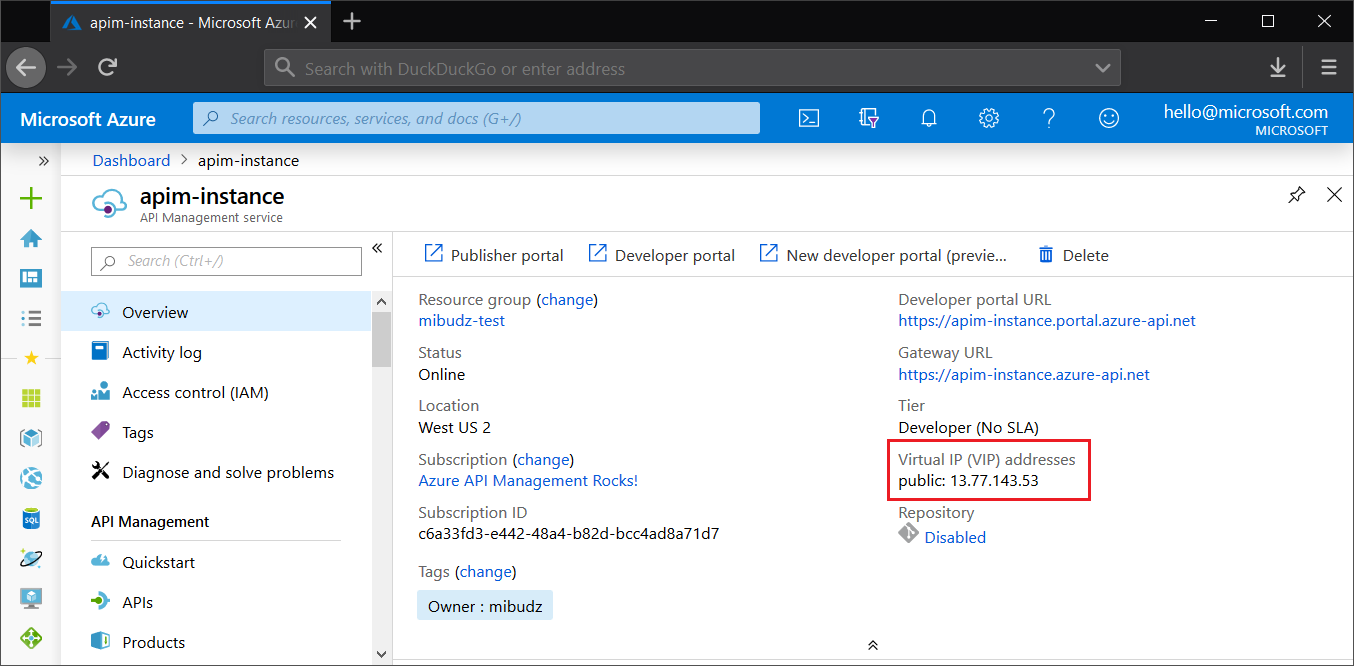 apim-instance - Microsoft Azur
Search with DuckDuckGo or enter address
Microsoft Azure
Search resources, services, and docs (G+/)
hello@microsoft.com
MICROSOFT
Dashboard > apim-instance
apim-instance
API Management service
Search (Ctrl+/)
Overview
Activity log
Access control (IAM)
Tags
Diagnose and solve problems
API Management
Quickstart
APIs
Products
SQL
Publisher portal
Developer portal
New developer portal (previe...
Delete
Resource group (change)
mibudz-test
Status
Online
Location
West US 2
Subscription (change)
Azure API Management Rocks!
Subscription ID
c6a33fd3-e442-48a4-b82d-bcc4ad8a71d7
Tags (change)
Owner : mibudz
Developer portal URL
https://apim-instance.portal.azure-api.net
Gateway URL
https://apim-instance.azure-api.net
Tier
Developer (No SLA)
Virtual IP (VIP) addresses
public: 13.77.143.53
Repository
Disabled